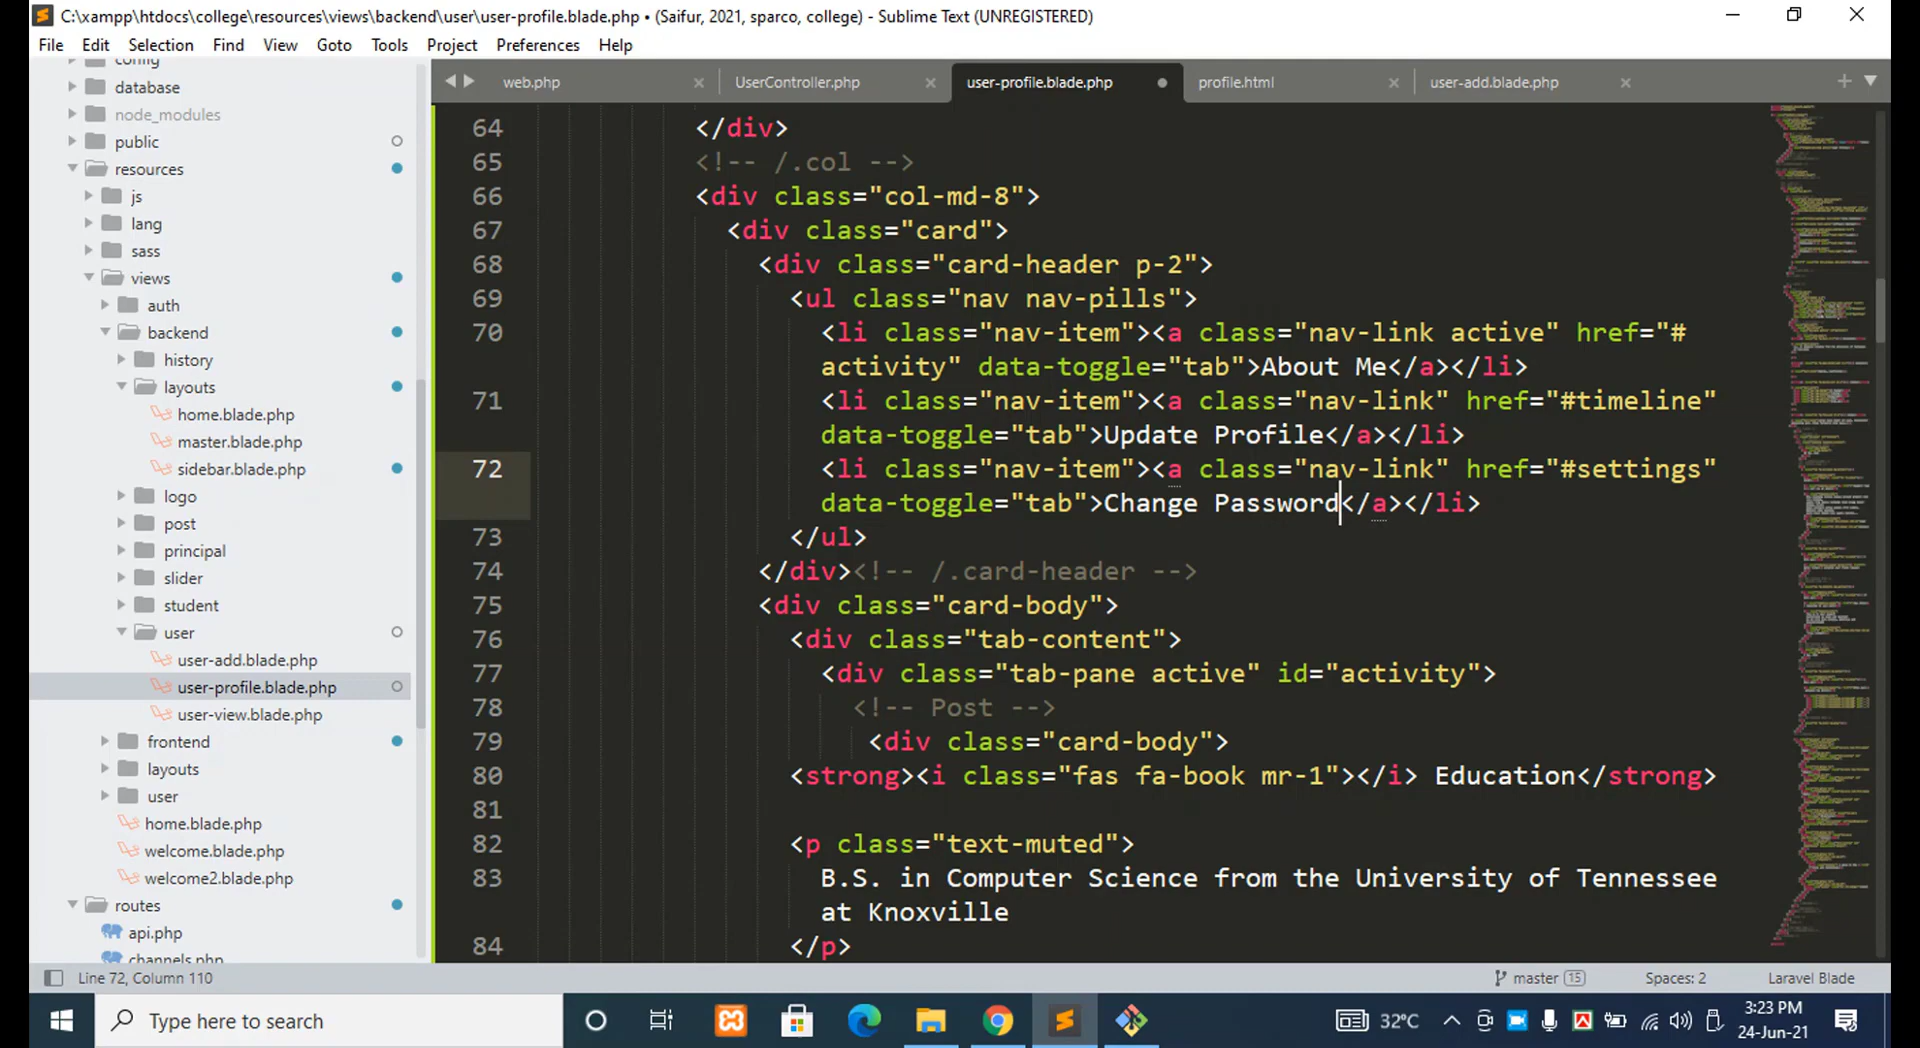 C:\xampp\htdocs\college\resources\views\backend\user\user-profile.blade.php • (Saifur, 2021, sparco, college) - Sublime Text (UNREGISTERED)
File Edit Selection Find View Goto Tools Project Preferences Help
config
database
node_modules
public
resources
js
lang
sass
views
auth
backend
history
layouts
home.blade.php
master.blade.php
sidebar.blade.php
logo
post
principal
slider
student
user
user-add.blade.php
user-profile.blade.php
user-view.blade.php
frontend
layouts
user
home.blade.php
welcome.blade.php
welcome2.blade.php
routes
api.php
channels.php
web.php UserController.php user-profile.blade.php profile.html user-add.blade.php
64 </div>
65 <!-- /.col -->
66 <div class="col-md-8">
67 <div class="card">
68 <div class="card-header p-2">
69 <ul class="nav nav-pills">
70 <li class="nav-item"><a class="nav-link active" href="#
activity" data-toggle="tab">About Me</a></li>
71 <li class="nav-item"><a class="nav-link" href="#timeline"
data-toggle="tab">Update Profile</a></li>
72 <li class="nav-item"><a class="nav-link" href="#settings"
data-toggle="tab">Change Password</a></li>
73 </ul>
74 </div><!-- /.card-header -->
75 <div class="card-body">
76 <div class="tab-content">
77 <div class="tab-pane active" id="activity">
78 <!-- Post -->
79 <div class="card-body">
80 <strong><i class="fas fa-book mr-1"></i> Education</strong>
81
82 <p class="text-muted">
83 B.S. in Computer Science from the University of Tennessee
at Knoxville
84 </p>
Line 72, Column 110 master 15 Spaces: 2 Laravel Blade
Type here to search 32°C 3:23 PM
24-Jun-21